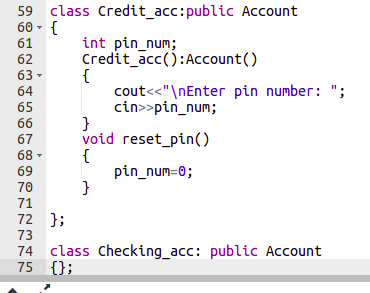 59 class Credit_acc:public Account
60 {
61     int pin_num;
62     Credit_acc():Account()
63     {
64         cout<<"\nEnter pin number: ";
65         cin>>pin_num;
66     }
67     void reset_pin()
68     {
69         pin_num=0;
70     }
71
72 };
73
74 class Checking_acc: public Account
75 {};